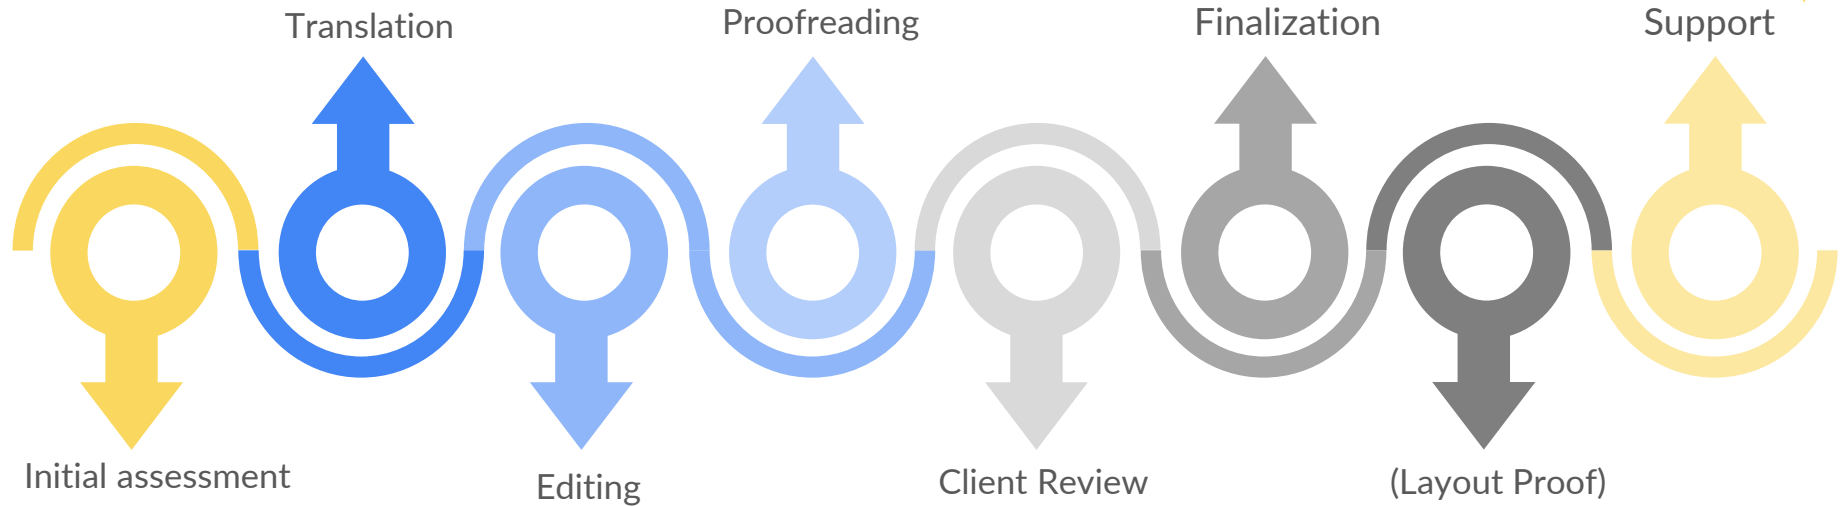 Initial assessment
Translation
Editing
Proofreading
Client Review
Finalization
(Layout Proof)
Support